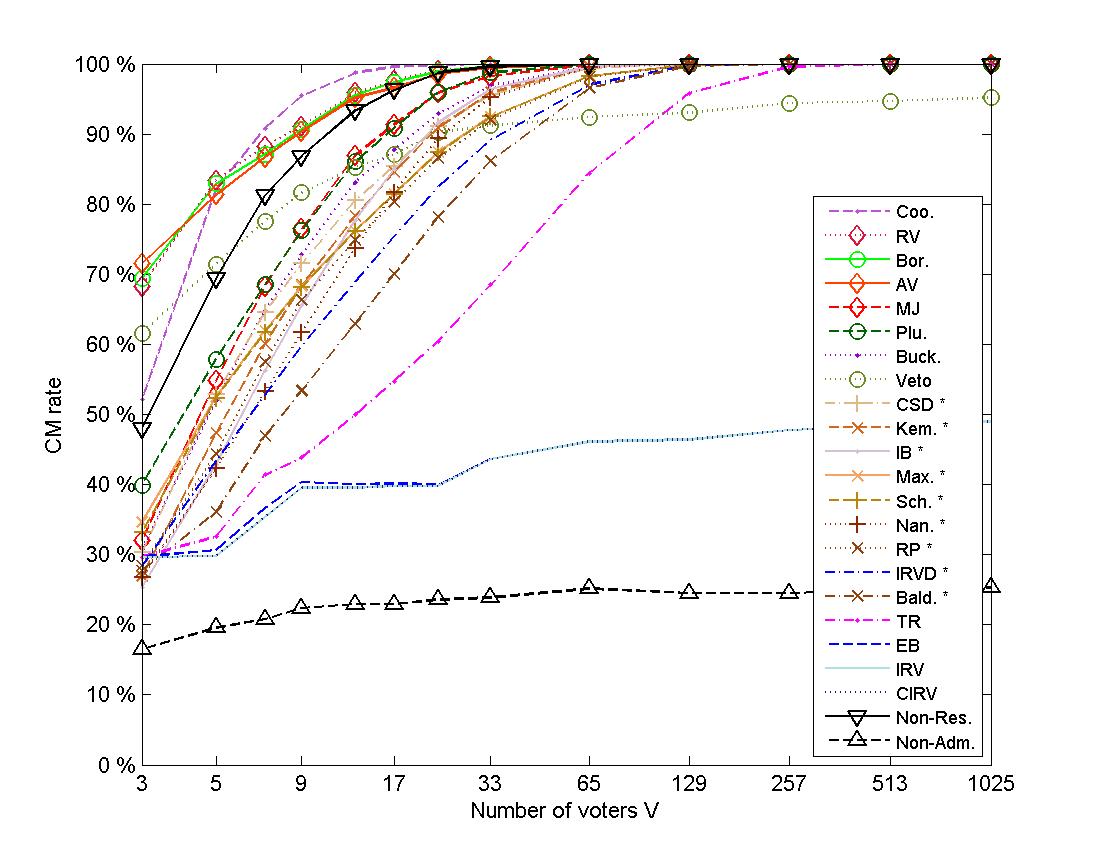 100 %
90 %
80 %
70 %
60 %
50 %
40 %
30 %
20 %
10 %
0 %
CM rate
3 5 9 17 33 65 129 257 513 1025
Number of voters V
Coo.
RV
Bor.
AV
MJ
Plu.
Buck.
Veto
CSD *
Kem. *
IB *
Max. *
Sch. *
Nan. *
RP *
IRVD *
Bald. *
TR
EB
IRV
CIRV
Non-Res.
Non-Adm.